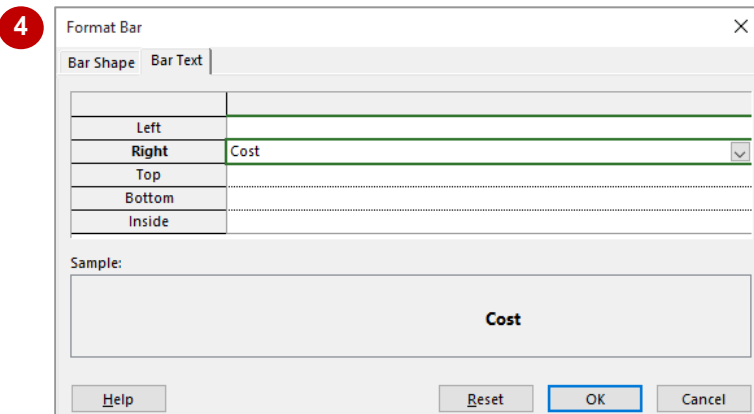 4
Format Bar
Bar Shape Bar Text
Left
Right Cost
Top
Bottom
Inside
Sample:
Cost
Help Reset OK Cancel